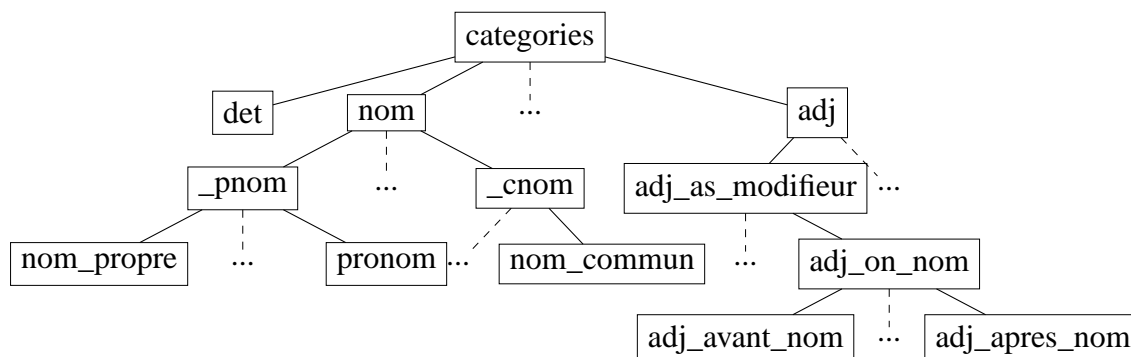 categories
det nom ... adj
_pnom ... _cnom adj_as_modifieur ...
nom_propre ... pronom ... nom_commun ... adj_on_nom
adj_avant_nom ... adj_apres_nom